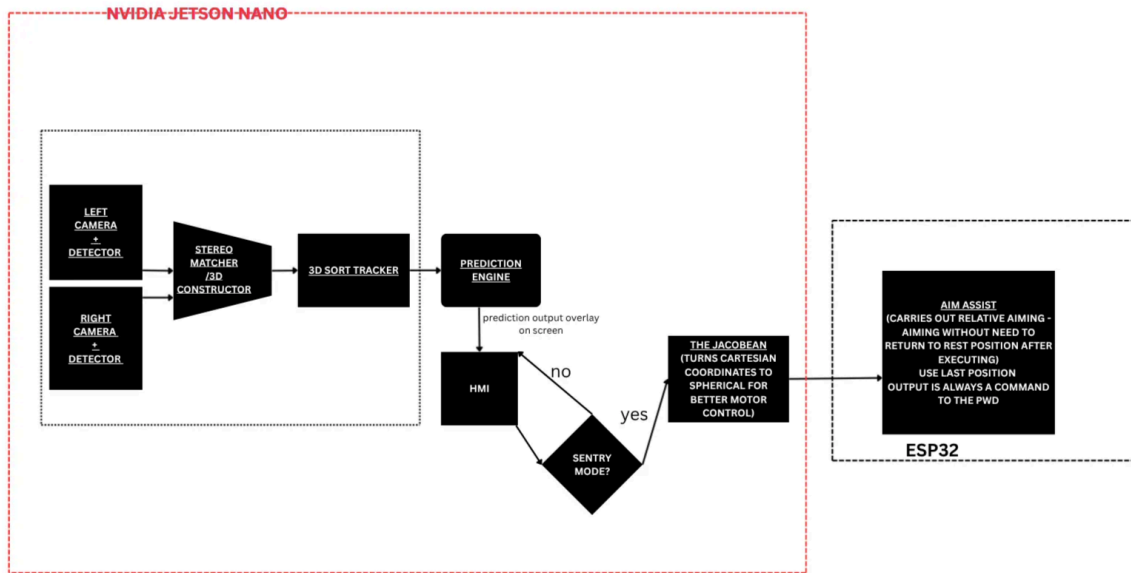 NVIDIA JETSON NANO
LEFT
CAMERA
+
DETECTOR
RIGHT
CAMERA
+
DETECTOR
STEREO
MATCHER
/3D
CONSTRUCTOR
3D SORT TRACKER
PREDICTION
ENGINE
prediction output overlay
on screen
HMI
no
SENTRY
MODE?
yes
THE JACOBEAN
(TURNS CARTESIAN
COORDINATES TO
SPHERICAL FOR
BETTER MOTOR
CONTROL)
AIM ASSIST
(CARRIES OUT RELATIVE AIMING -
AIMING WITHOUT NEED TO
RETURN TO REST POSITION AFTER
EXECUTING)
USE LAST POSITION
OUTPUT IS ALWAYS A COMMAND
TO THE PWD
ESP32